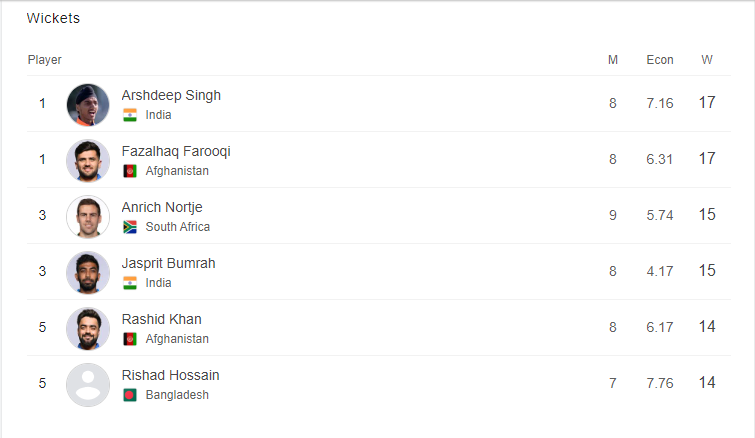 Wickets
Player M Econ W
1 Arshdeep Singh 8 7.16 17
India
1 Fazalhaq Farooqi 8 6.31 17
Afghanistan
3 Anrich Nortje 9 5.74 15
South Africa
3 Jasprit Bumrah 8 4.17 15
India
5 Rashid Khan 8 6.17 14
Afghanistan
5 Rishad Hossain 7 7.76 14
Bangladesh